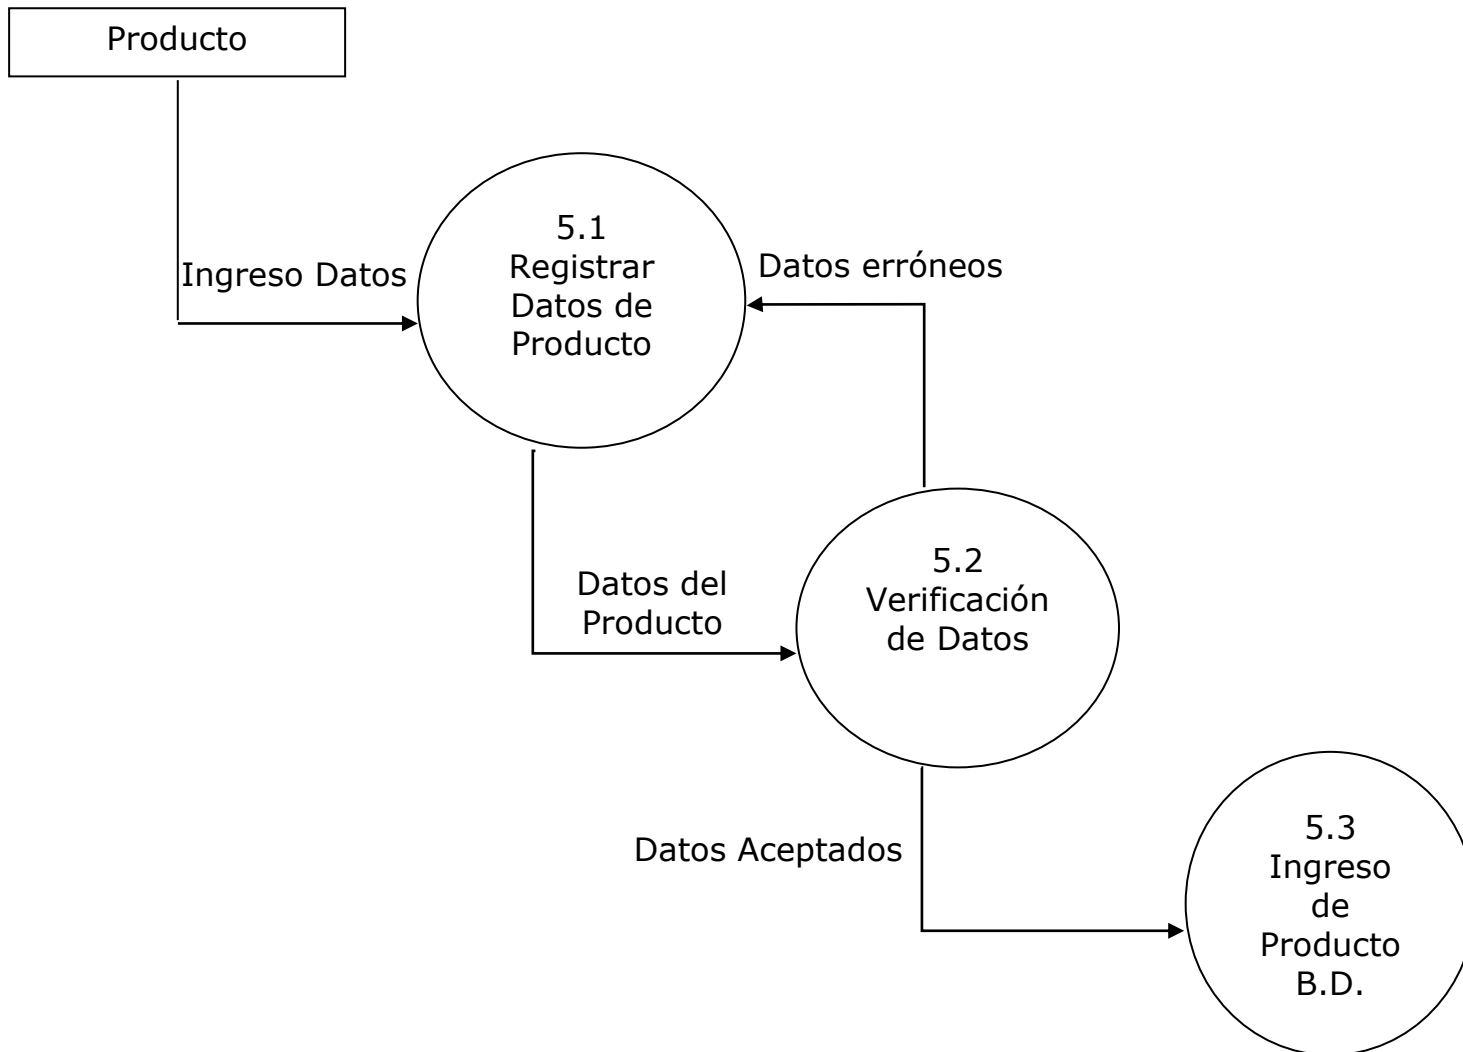 Producto
5.1
Registrar
Datos de
Producto
Ingreso Datos
Datos erróneos
5.2
Verificación
de Datos
Datos del
Producto
Datos Aceptados
5.3
Ingreso
de
Producto
B.D.